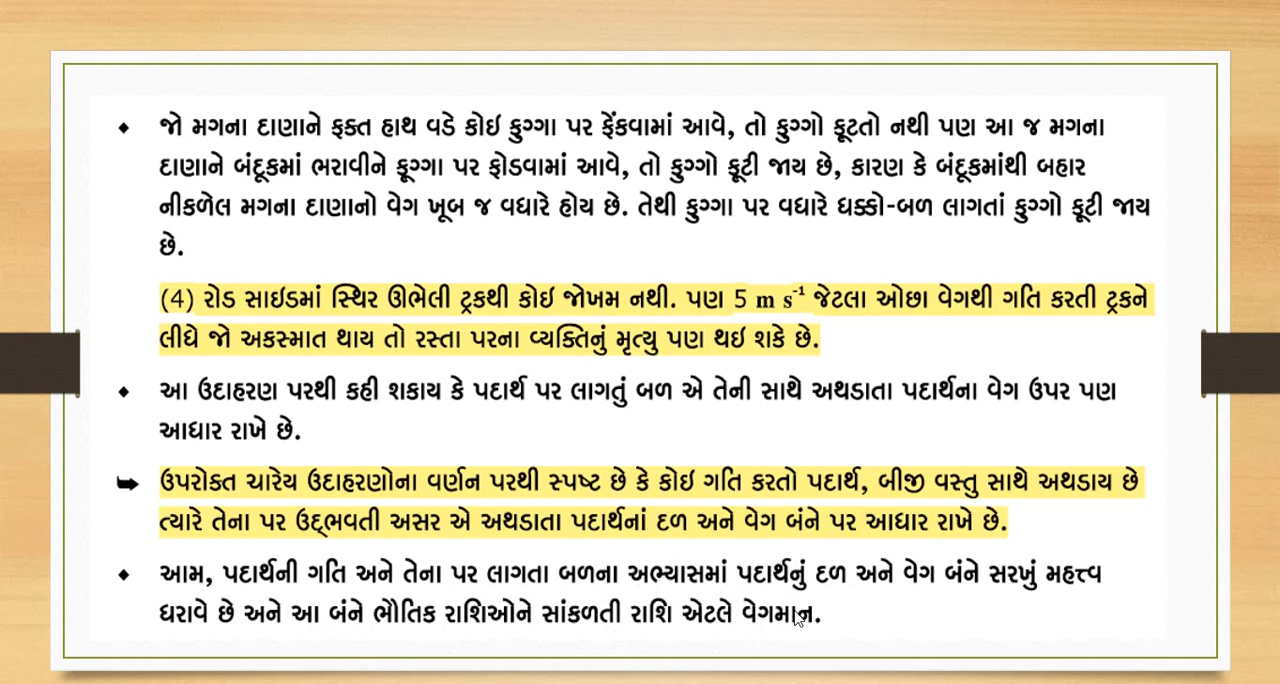 ♦ જો મગના દાણાને ફક્ત હાથ વડે કોઇ કુગ્ગા પર ફેંકવામાં આવે, તો કુગ્ગો ફૂટતો નથી પણ આ જ મગના
દાણાને બંદૂકમાં ભરાવીને કૂગ્ગા પર ફોડવામાં આવે, તો કુગ્ગો ફૂટી જાય છે, કારણ કે બંદૂકમાંથી બહાર
નીકળેલ મગના દાણાનો વેગ ખૂબ જ વધારે હોય છે. તેથી કુગ્ગા પર વધારે ધક્કો-બળ લાગતાં કુગ્ગો ફૂટી જાય
છે.
(4) રોડ સાઇડમાં સ્થિર ઊભેલી ટ્રકથી કોઇ જોખમ નથી. પણ 5 m s⁻¹ જેટલા ઓછા વેગથી ગતિ કરતી ટ્રકને
લીધે જો અકસ્માત થાય તો રસ્તા પરના વ્યક્તિનું મૃત્યુ પણ થઇ શકે છે.
♦ આ ઉદાહરણ પરથી કહી શકાય કે પદાર્થ પર લાગતું બળ એ તેની સાથે અથડાતા પદાર્થના વેગ ઉપર પણ
આધાર રાખે છે.
➥ ઉપરોક્ત ચારેય ઉદાહરણોના વર્ણન પરથી સ્પષ્ટ છે કે કોઇ ગતિ કરતો પદાર્થ, બીજી વસ્તુ સાથે અથડાય છે
ત્યારે તેના પર ઉદ્ભવતી અસર એ અથડાતા પદાર્થનાં દળ અને વેગ બંને પર આધાર રાખે છે.
♦ આમ, પદાર્થની ગતિ અને તેના પર લાગતા બળના અભ્યાસમાં પદાર્થનું દળ અને વેગ બંને સરખું મહત્ત્વ
ધરાવે છે અને આ બંને ભૌતિક રાશિઓને સાંકળતી રાશિ એટલે વેગમાન.